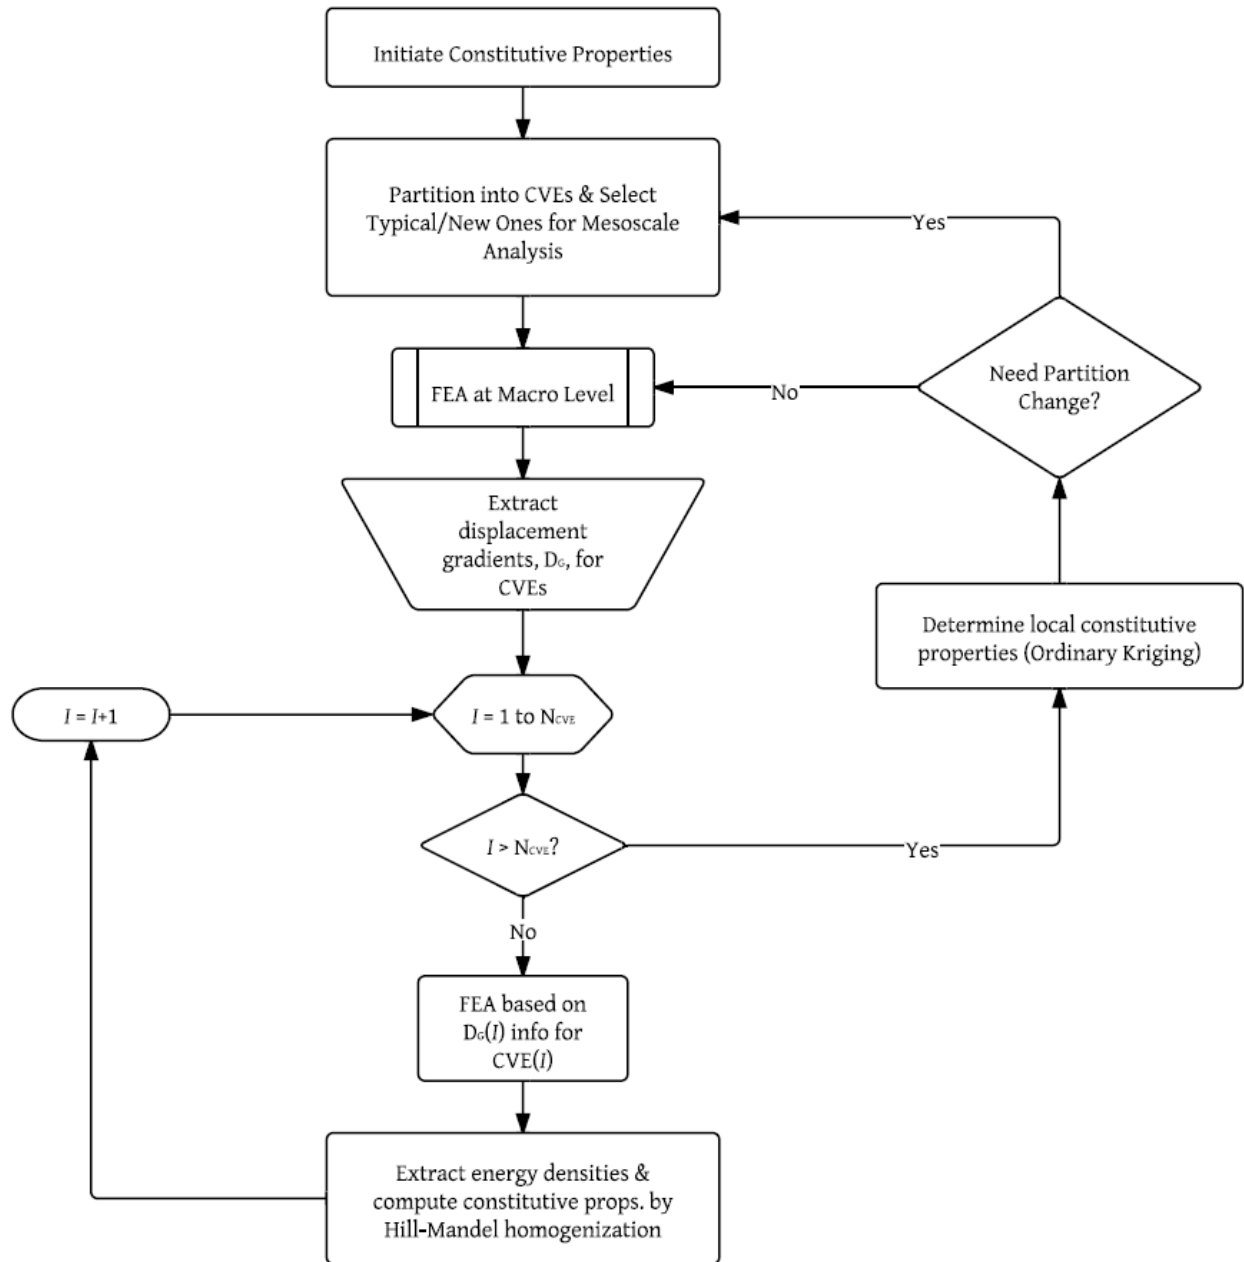 Initiate Constitutive Properties
Partition into CVEs & Select
Typical/New Ones for Mesoscale
Analysis
Yes
FEA at Macro Level
No
Need Partition
Change?
Extract
displacement
gradients, DG, for
CVEs
Determine local constitutive
properties (Ordinary Kriging)
I = I+1
I = 1 to NCVE
I > NCVE?
Yes
No
FEA based on
DG(I) info for
CVE(I)
Extract energy densities &
compute constitutive props. by
Hill-Mandel homogenization